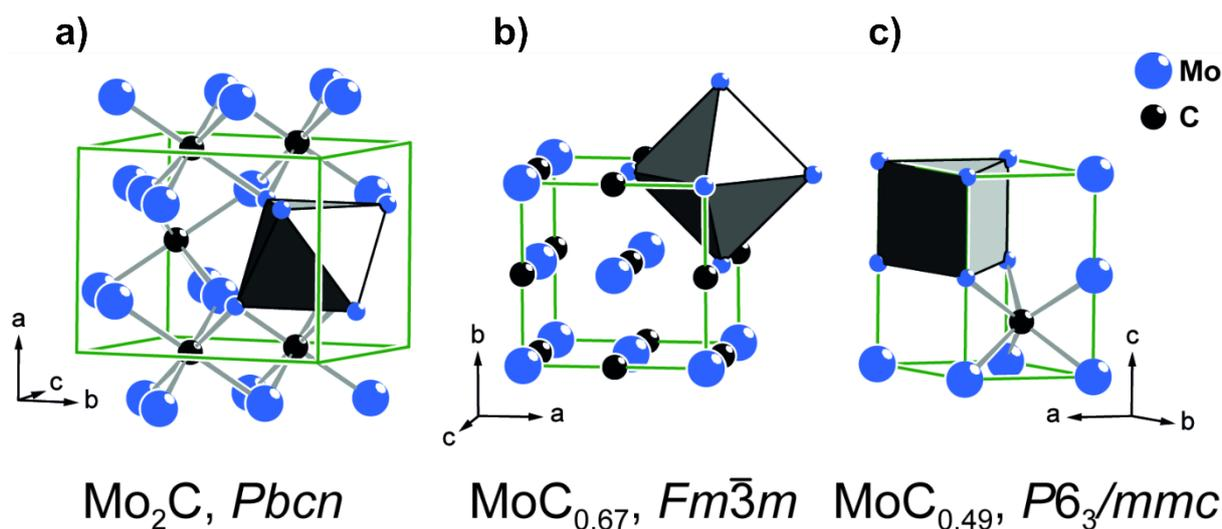 a)
b)
c)
Mo
C
a
c
b
b
a
c
c
a
b
Mo₂C, Pbcn
MoC₀.₆₇, Fm3̅m
MoC₀.₄₉, P6₃/mmc